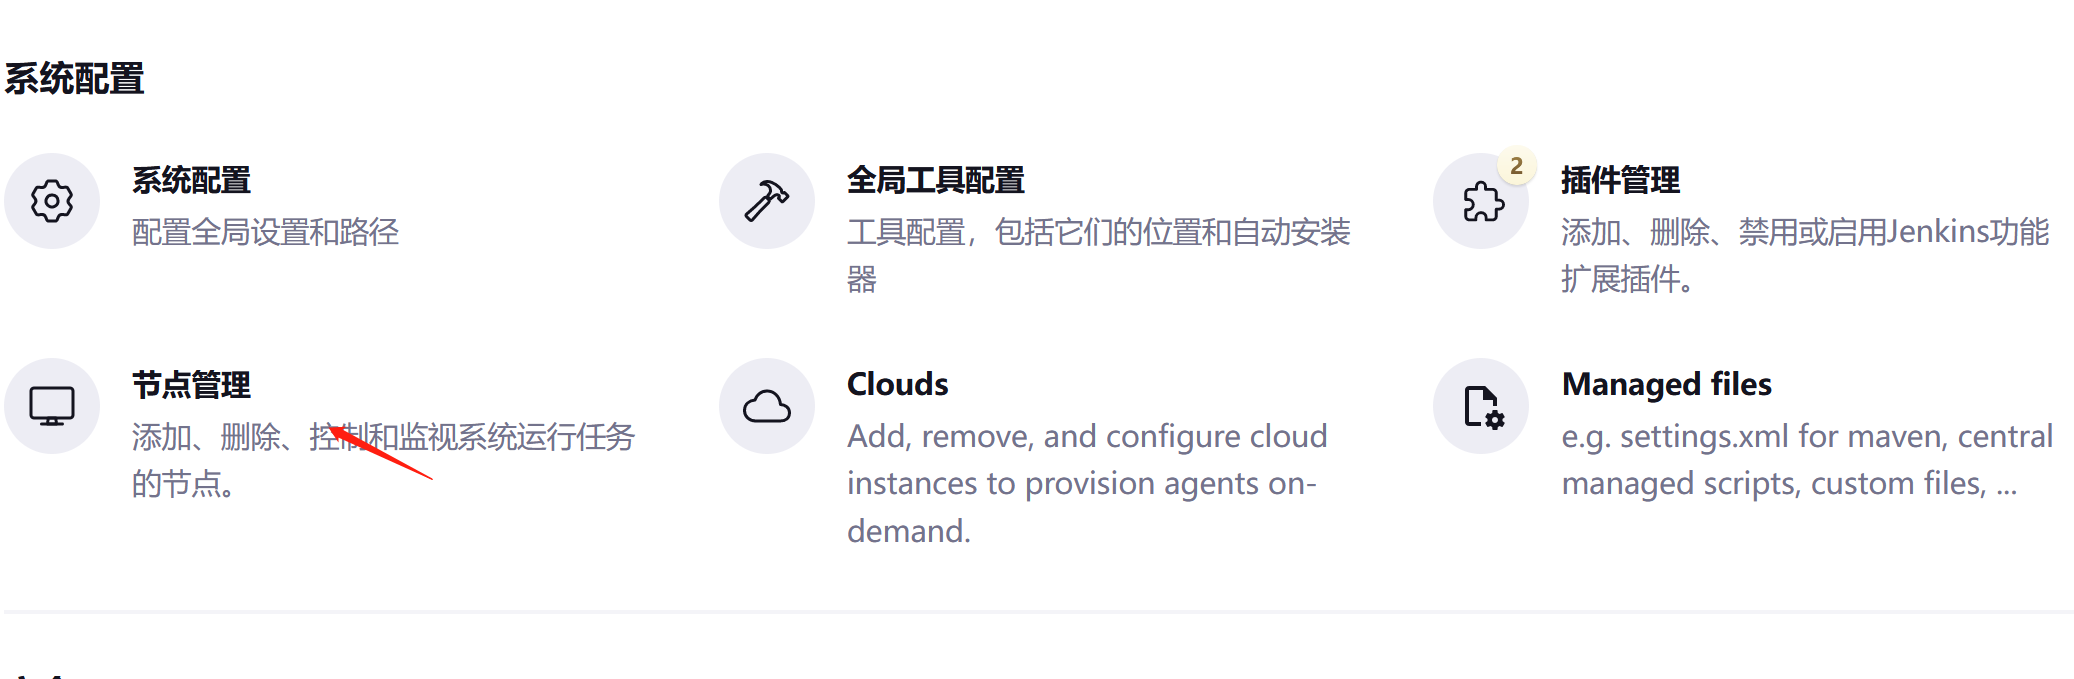 系统配置
系统配置
配置全局设置和路径
全局工具配置
工具配置，包括它们的位置和自动安装
器
2
插件管理
添加、删除、禁用或启用Jenkins功能
扩展插件。
节点管理
添加、删除、控制和监视系统运行任务
的节点。
Clouds
Add, remove, and configure cloud
instances to provision agents on-
demand.
Managed files
e.g. settings.xml for maven, central
managed scripts, custom files, ...